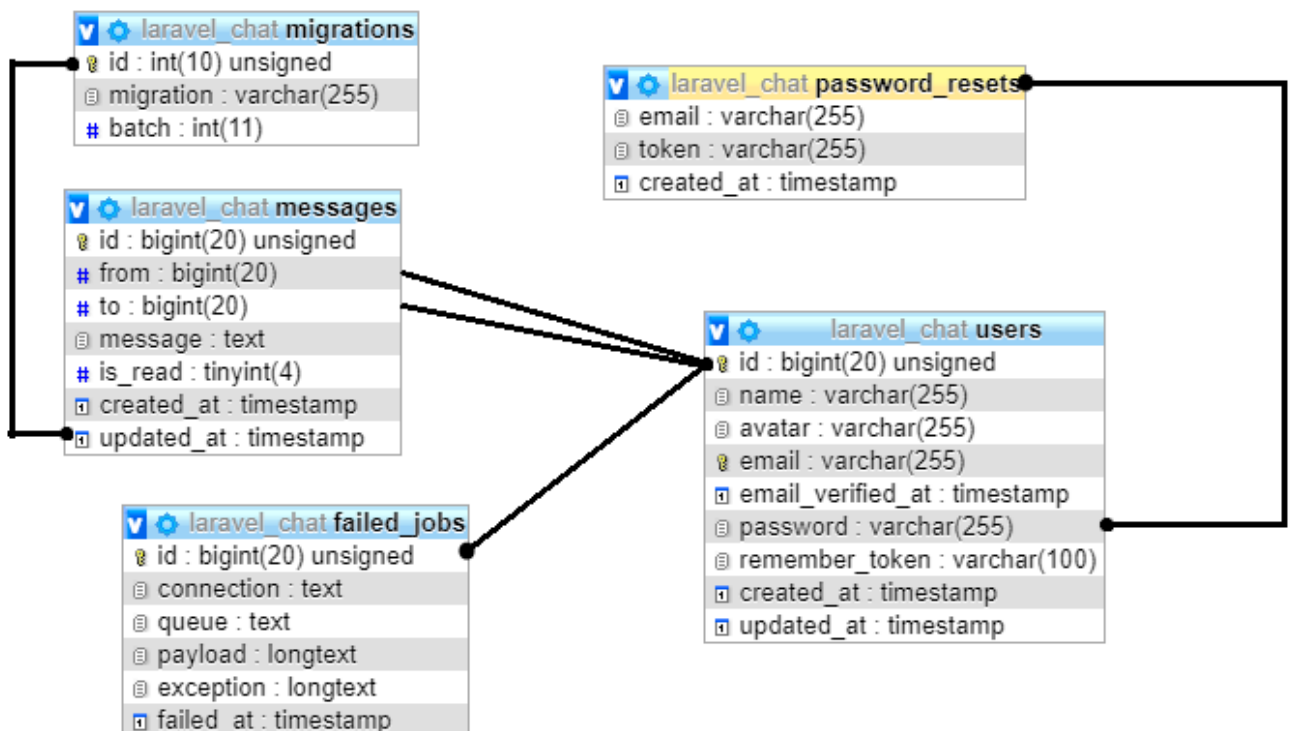 laravel_chat migrations
id : int(10) unsigned
migration : varchar(255)
# batch : int(11)
laravel_chat password_resets
email : varchar(255)
token : varchar(255)
created_at : timestamp
laravel_chat messages
id : bigint(20) unsigned
# from : bigint(20)
# to : bigint(20)
message : text
# is_read : tinyint(4)
created_at : timestamp
updated_at : timestamp
laravel_chat users
id : bigint(20) unsigned
name : varchar(255)
avatar : varchar(255)
email : varchar(255)
email_verified_at : timestamp
password : varchar(255)
remember_token : varchar(100)
created_at : timestamp
updated_at : timestamp
laravel_chat failed_jobs
id : bigint(20) unsigned
connection : text
queue : text
payload : longtext
exception : longtext
failed_at : timestamp